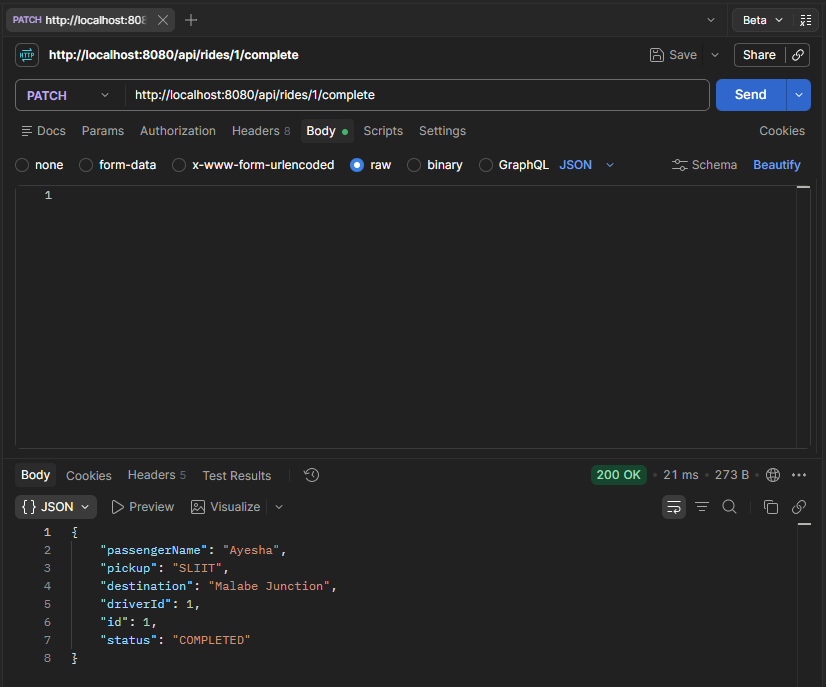 PATCH http://localhost:808 Beta
HTTP http://localhost:8080/api/rides/1/complete Save Share
PATCH http://localhost:8080/api/rides/1/complete Send
Docs Params Authorization Headers 8 Body Scripts Settings Cookies
none form-data x-www-form-urlencoded raw binary GraphQL JSON Schema Beautify
1
Body Cookies Headers 5 Test Results 200 OK 21 ms 273 B
{} JSON Preview Visualize
1 {
2 "passengerName": "Ayesha",
3 "pickup": "SLIIT",
4 "destination": "Malabe Junction",
5 "driverId": 1,
6 "id": 1,
7 "status": "COMPLETED"
8 }